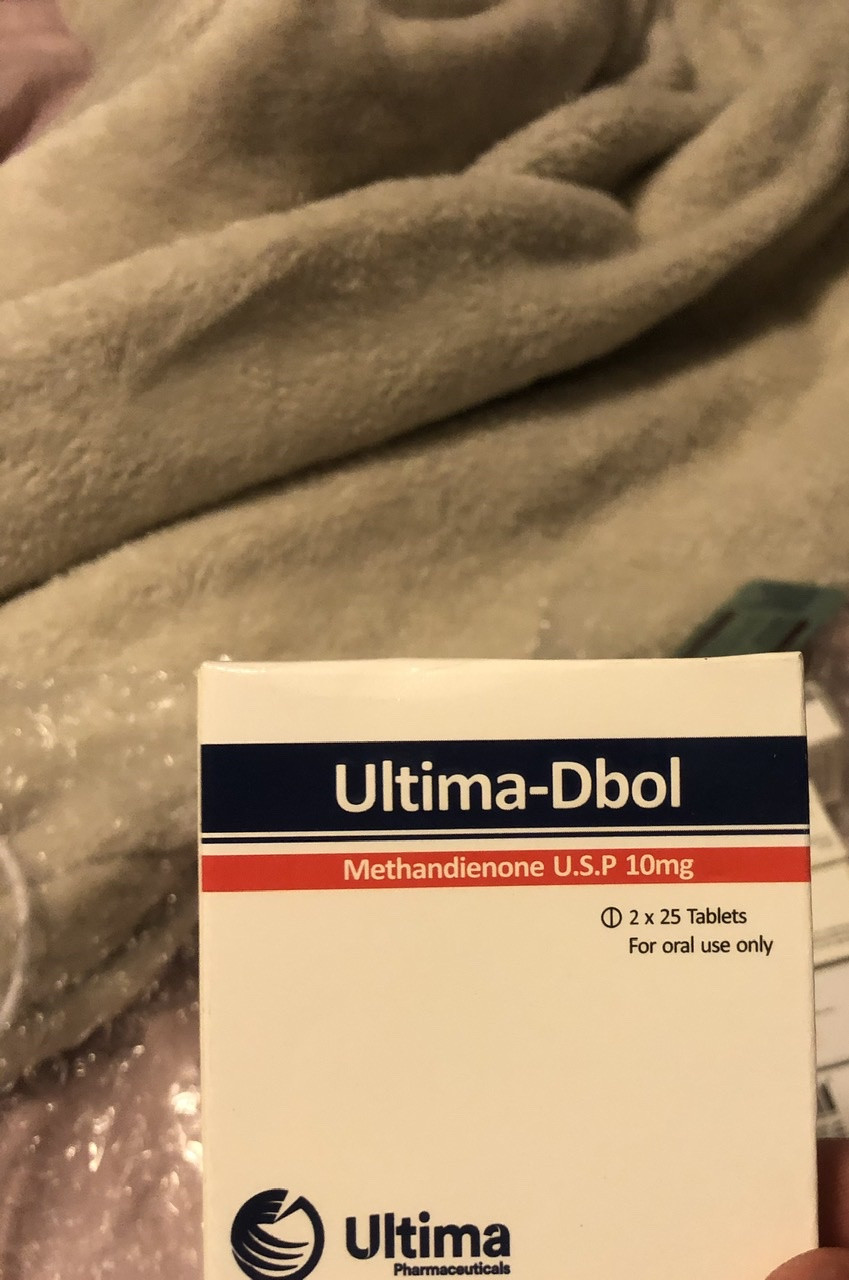 Ultima-Dbol
Methandienone U.S.P 10mg
2 x 25 Tablets
For oral use only
Ultima
Pharmaceuticals